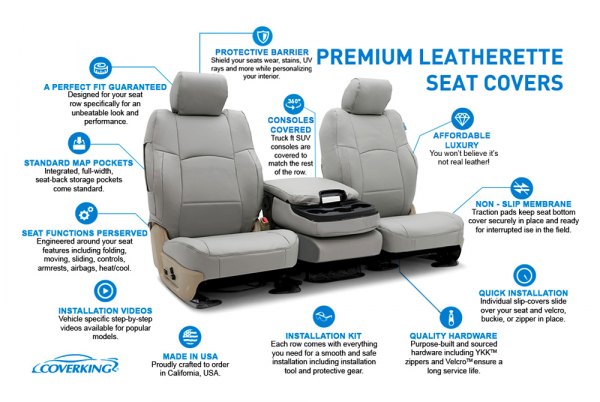 PREMIUM LEATHERETTE
SEAT COVERS
PROTECTIVE BARRIER
Shield your seats wear, stains, UV
rays and more while personalizing
your interior.
A PERFECT FIT GUARANTEED
Designed for your seat
row specifically for an
unbeatable look and
performance.
360°
CONSOLES
COVERED
Truck ft SUV
consoles are
covered to
match the rest
of the row.
AFFORDABLE
LUXURY
You won't believe it's
not real leather!
STANDARD MAP POCKETS
Integrated, full-width,
seat-back storage pockets
come standard.
NON - SLIP MEMBRANE
Traction pads keep seat bottom
cover securely in place and ready
for interrupted ise in the field.
SEAT FUNCTIONS PERSERVED
Engineered around your seat
features including folding,
moving, sliding, controls,
armrests, airbags, heat/cool.
QUICK INSTALLATION
Individual slip-covers slide
over your seat and velcro,
buckie, or zipper in place.
INSTALLATION VIDEOS
Vehicle specific step-by-step
videos available for popular
models.
MADE IN USA
Proudly crafted to order
in California, USA.
INSTALLATION KIT
Each row comes with everything
you need for a smooth and safe
installation including installation
tool and protective gear.
QUALITY HARDWARE
Purpose-built and sourced
hardware including YKK™
zippers and Velcro™ ensure a
long service life.
COVERKING